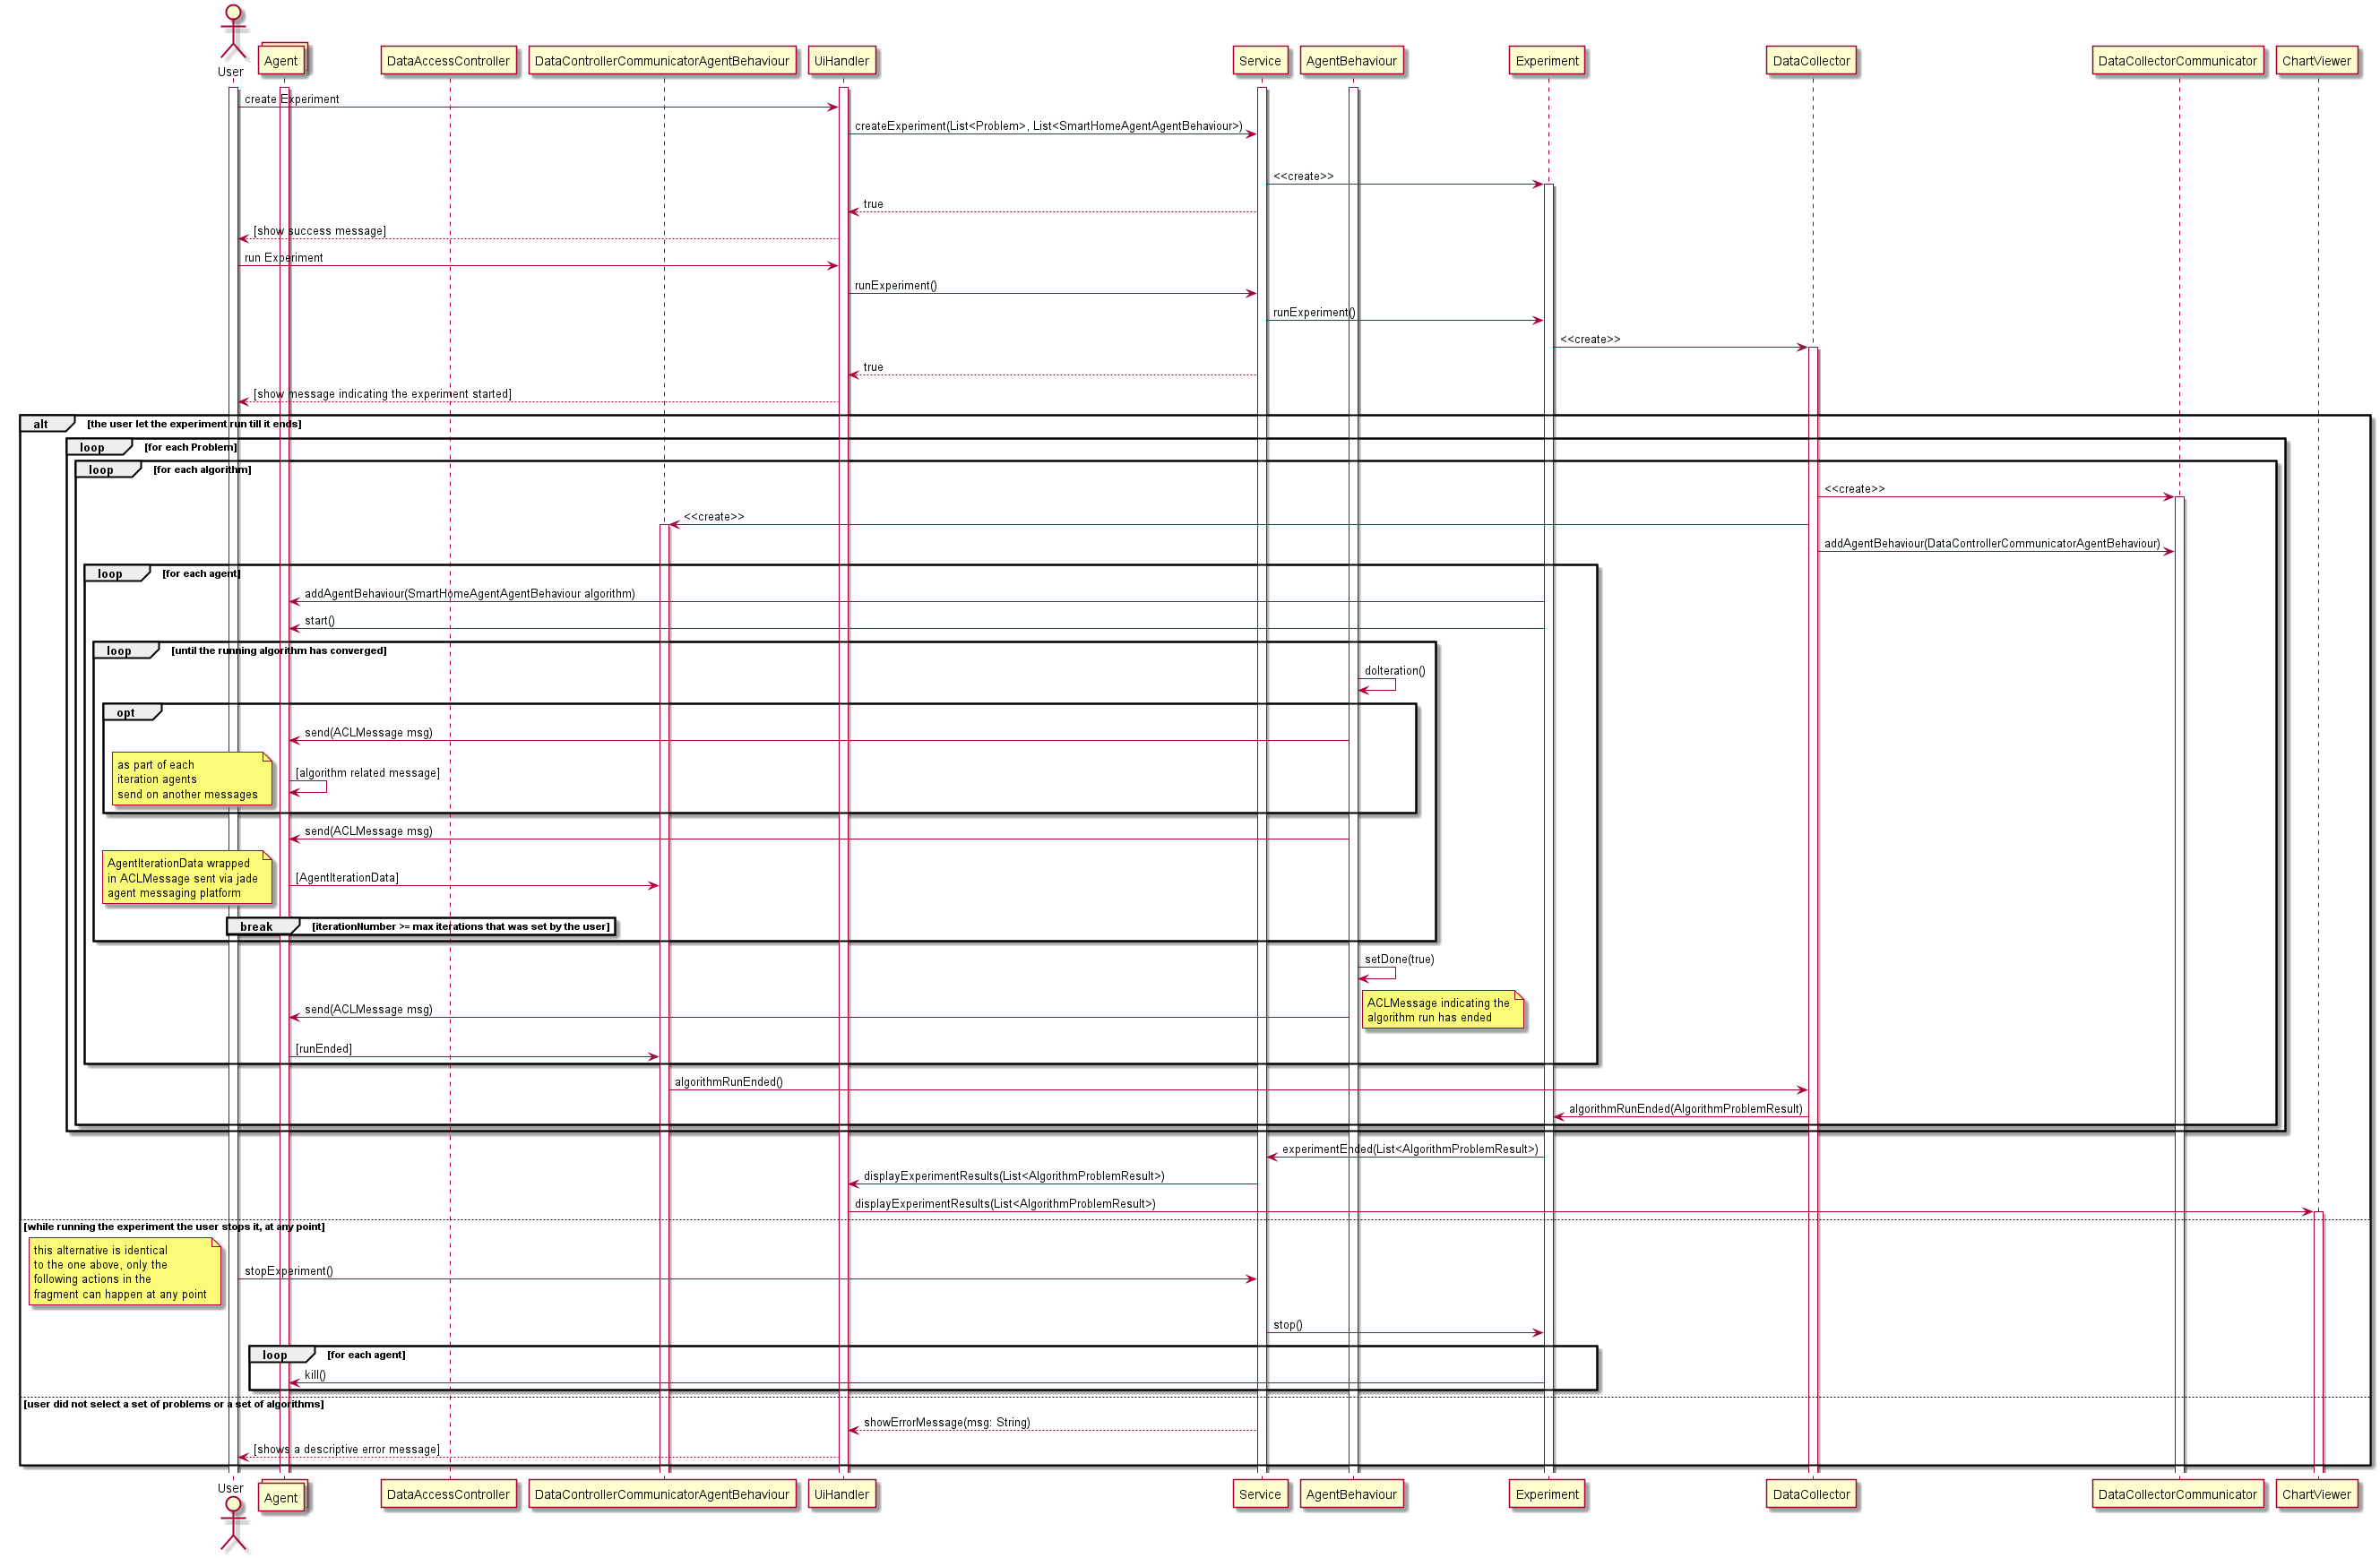 User
Agent
DataAccessController
DataControllerCommunicatorAgentBehaviour
UiHandler
Service
AgentBehaviour
Experiment
DataCollector
DataCollectorCommunicator
ChartViewer
create Experiment
createExperiment(List<Problem>, List<SmartHomeAgentAgentBehaviour>)
<<create>>
true
[show success message]
run Experiment
runExperiment()
runExperiment()
<<create>>
true
[show message indicating the experiment started]
alt [the user let the experiment run till it ends]
loop [for each Problem]
loop [for each algorithm]
<<create>>
<<create>>
addAgentBehaviour(DataControllerCommunicatorAgentBehaviour)
loop [for each agent]
addAgentBehaviour(SmartHomeAgentAgentBehaviour algorithm)
start()
loop [until the running algorithm has converged]
doIteration()
opt
send(ACLMessage msg)
as part of each
iteration agents
send on another messages
[algorithm related message]
send(ACLMessage msg)
AgentIterationData wrapped
in ACLMessage sent via jade
agent messaging platform
[AgentIterationData]
break [iterationNumber >= max iterations that was set by the user]
setDone(true)
send(ACLMessage msg)
ACLMessage indicating the
algorithm run has ended
[runEnded]
algorithmRunEnded()
algorithmRunEnded(AlgorithmProblemResult)
experimentEnded(List<AlgorithmProblemResult>)
displayExperimentResults(List<AlgorithmProblemResult>)
displayExperimentResults(List<AlgorithmProblemResult>)
[while running the experiment the user stops it, at any point]
this alternative is identical
to the one above, only the
following actions in the
fragment can happen at any point
stopExperiment()
stop()
loop [for each agent]
kill()
[user did not select a set of problems or a set of algorithms]
showErrorMessage(msg: String)
[shows a descriptive error message]
User
Agent
DataAccessController
DataControllerCommunicatorAgentBehaviour
UiHandler
Service
AgentBehaviour
Experiment
DataCollector
DataCollectorCommunicator
ChartViewer